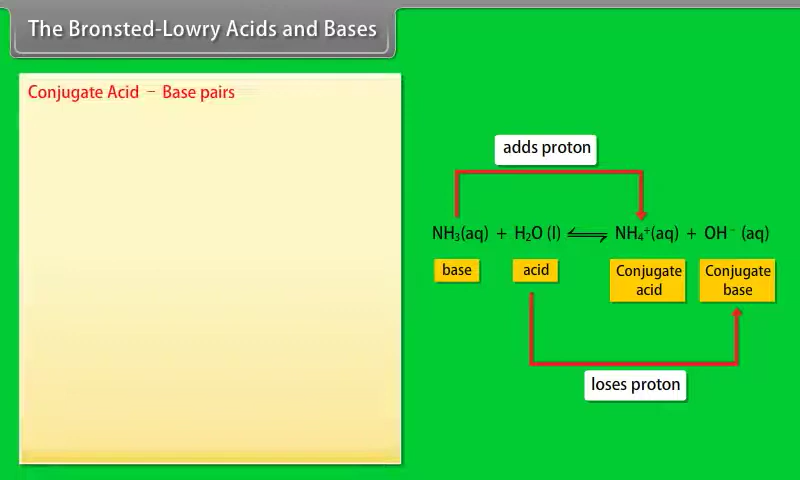 The Bronsted-Lowry Acids and Bases
Conjugate Acid – Base pairs
adds proton
NH₃(aq) + H₂O (l) ⇌ NH₄⁺(aq) + OH⁻ (aq)
base
acid
Conjugate
acid
Conjugate
base
loses proton